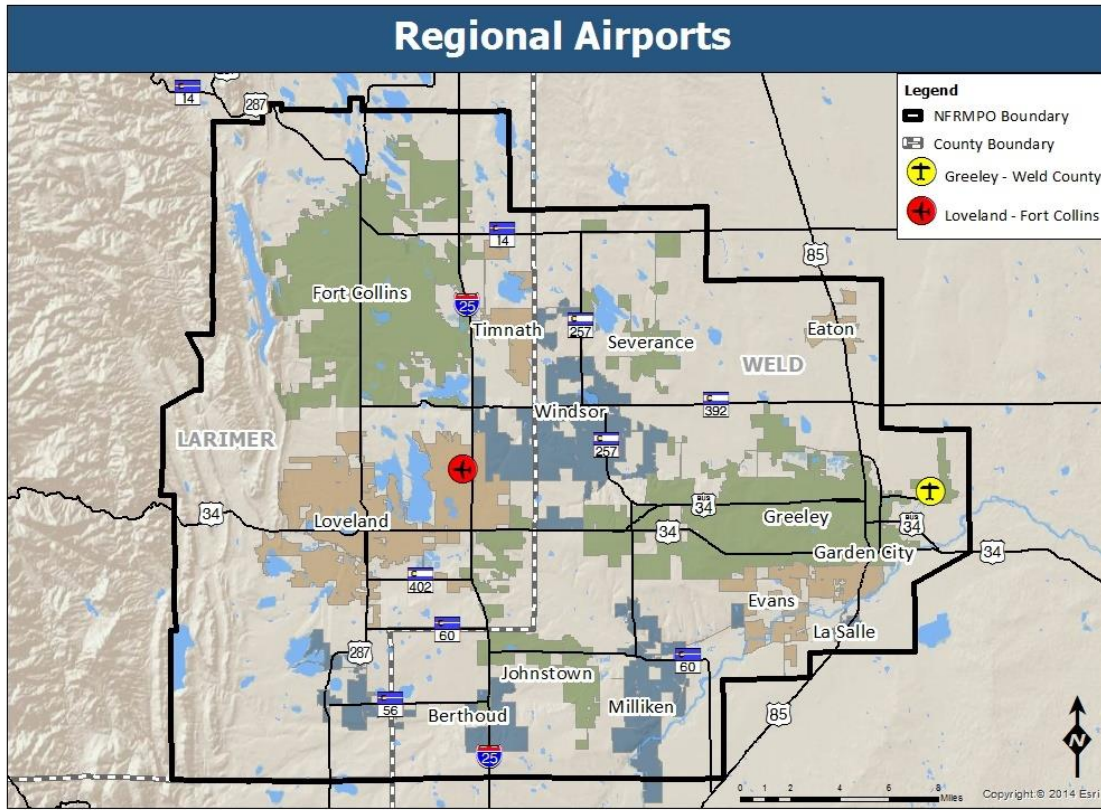 Regional Airports
Legend
NFRMPO Boundary
County Boundary
Greeley - Weld County
Loveland - Fort Collins
14
287
14
85
Fort Collins
25
Timnath
257
Severance
Eaton
WELD
392
Windsor
LARIMER
257
34
Loveland
BUS
34
34
Greeley
BUS
34
34
Garden City
402
Evans
60
La Salle
287
60
Johnstown
56
Berthoud
Milliken
85
25
N
0 1 2 4 6 8
Miles
Copyright:© 2014 Esri